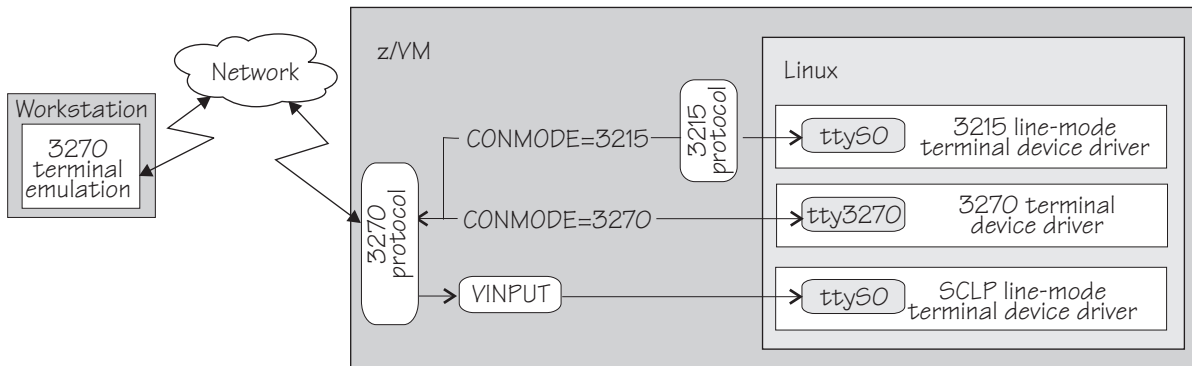 z/VM
Network
Linux
Workstation
3270
terminal
emulation
3270
protocol
CONMODE=3215
3215
protocol
ttyS0
3215 line-mode
terminal device driver
CONMODE=3270
tty3270
3270 terminal
device driver
VINPUT
ttyS0
SCLP line-mode
terminal device driver